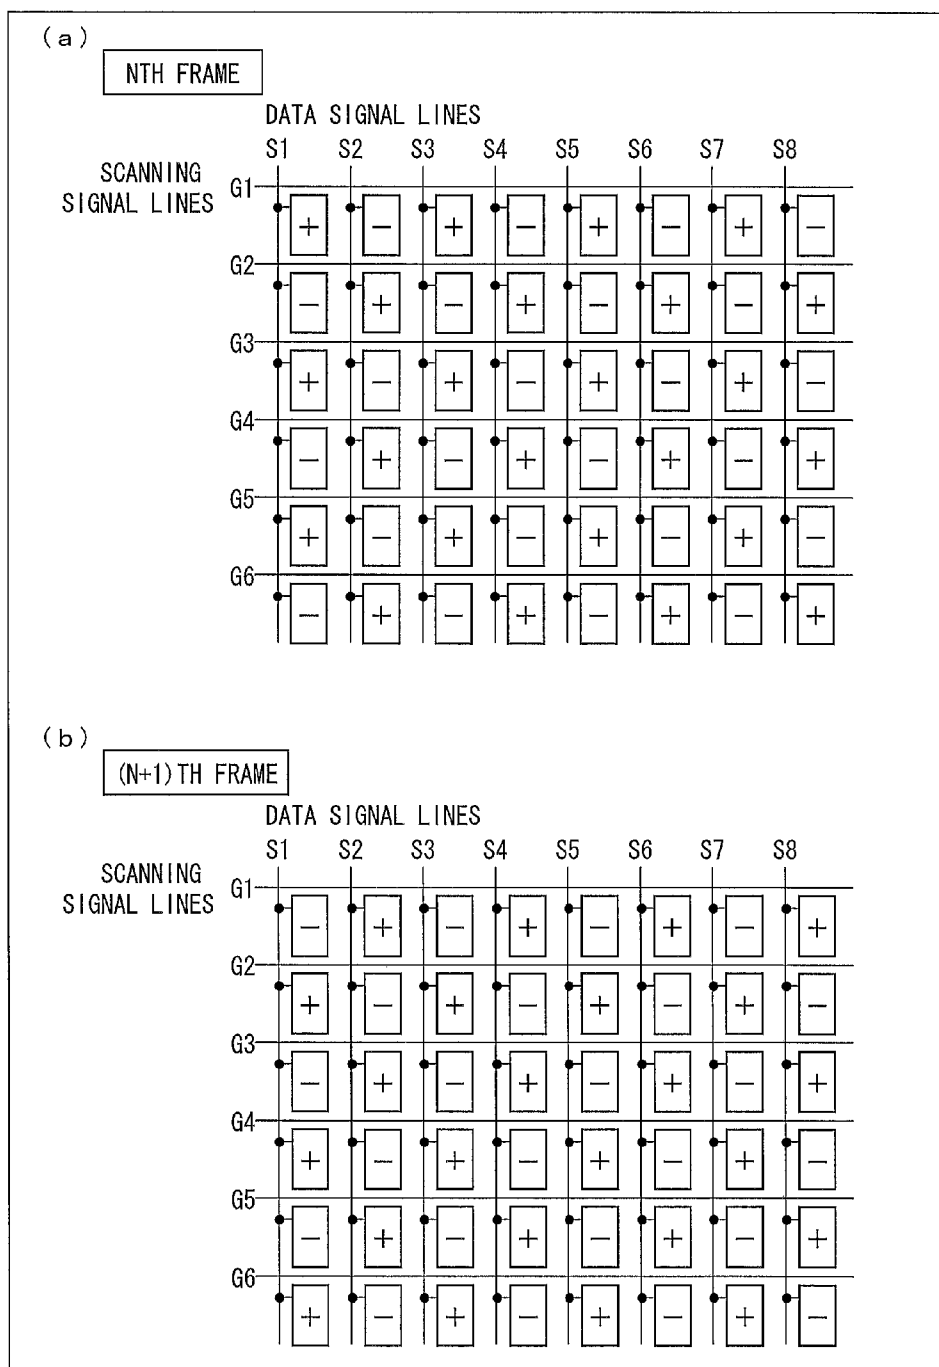 (a)
NTH FRAME
DATA SIGNAL LINES
S1 S2 S3 S4 S5 S6 S7 S8
SCANNING
SIGNAL LINES
G1
+ − + − + − + −
G2
− + − + − + − +
G3
+ − + − + − + −
G4
− + − + − + − +
G5
+ − + − + − + −
G6
− + − + − + − +
(b)
(N+1)TH FRAME
DATA SIGNAL LINES
S1 S2 S3 S4 S5 S6 S7 S8
SCANNING
SIGNAL LINES
G1
− + − + − + − +
G2
+ − + − + − + −
G3
− + − + − + − +
G4
+ − + − + − + −
G5
− + − + − + − +
G6
+ − + − + − + −